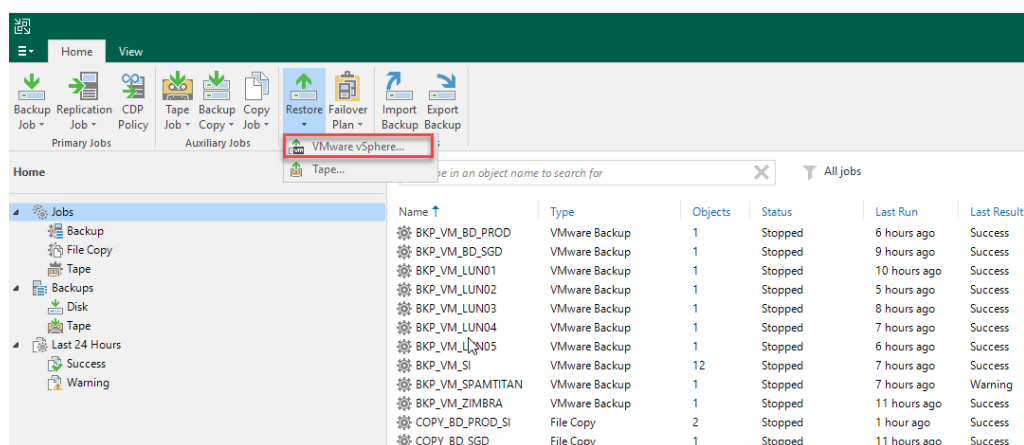 Home View
Backup Replication CDP Tape Backup Copy Restore Failover Import Export
Job Job Policy Job Copy Job Plan Backup Backup
Primary Jobs Auxiliary Jobs
VMware vSphere...
Tape...
Home
in an object name to search for All jobs
Name Type Objects Status Last Run Last Result
Jobs
Backup
File Copy
Tape
Backups
Disk
Tape
Last 24 Hours
Success
Warning
BKP_VM_BD_PROD VMware Backup 1 Stopped 6 hours ago Success
BKP_VM_BD_SGD VMware Backup 1 Stopped 9 hours ago Success
BKP_VM_LUN01 VMware Backup 1 Stopped 10 hours ago Success
BKP_VM_LUN02 VMware Backup 1 Stopped 5 hours ago Success
BKP_VM_LUN03 VMware Backup 1 Stopped 8 hours ago Success
BKP_VM_LUN04 VMware Backup 1 Stopped 7 hours ago Success
BKP_VM_LUN05 VMware Backup 1 Stopped 6 hours ago Success
BKP_VM_SI VMware Backup 12 Stopped 7 hours ago Success
BKP_VM_SPAMTITAN VMware Backup 1 Stopped 7 hours ago Warning
BKP_VM_ZIMBRA VMware Backup 1 Stopped 11 hours ago Success
COPY_BD_PROD_SI File Copy 2 Stopped 1 hour ago Success
COPY_BD_SGD File Copy 1 Stopped 11 hours ago Success